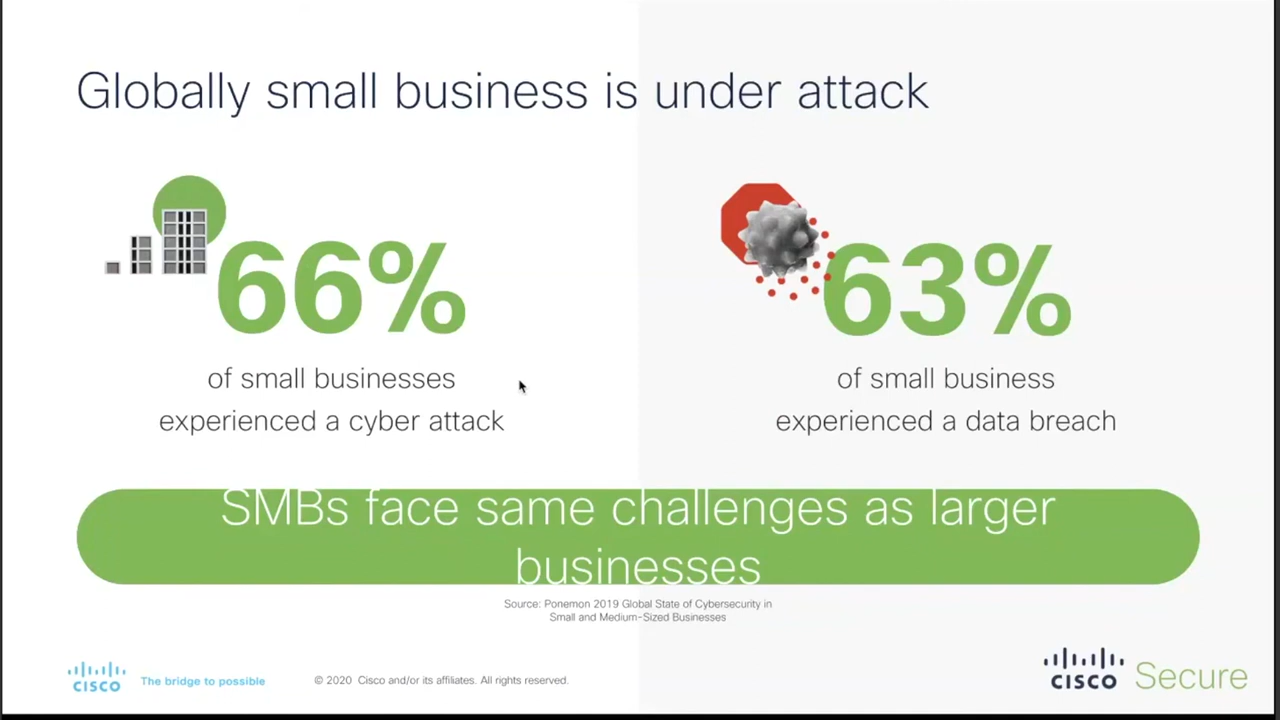 Globally small business is under attack
66%
of small businesses
experienced a cyber attack
63%
of small business
experienced a data breach
SMBs face same challenges as larger
businesses
Source: Ponemon 2019 Global State of Cybersecurity in
Small and Medium-Sized Businesses
CISCO
The bridge to possible
© 2020 Cisco and/or its affiliates. All rights reserved.
CISCO Secure